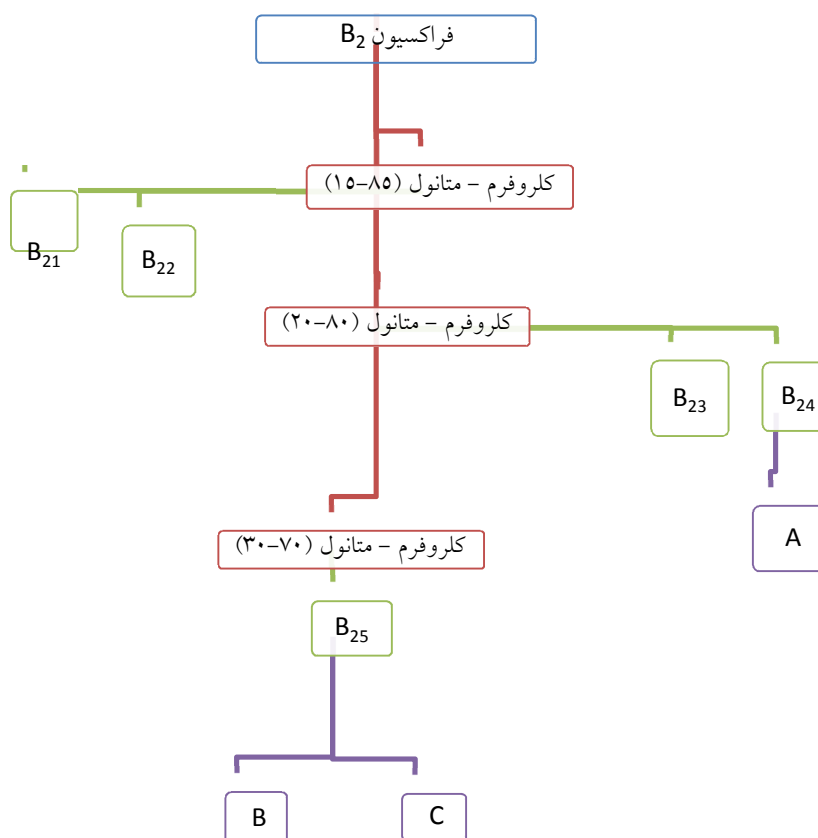 فراکسیون B₂
کلروفرم – متانول (۸۵-۱۵)
B₂₁
B₂₂
کلروفرم – متانول (۸۰-۲۰)
B₂₃
B₂₄
A
کلروفرم – متانول (۷۰-۳۰)
B₂₅
B
C